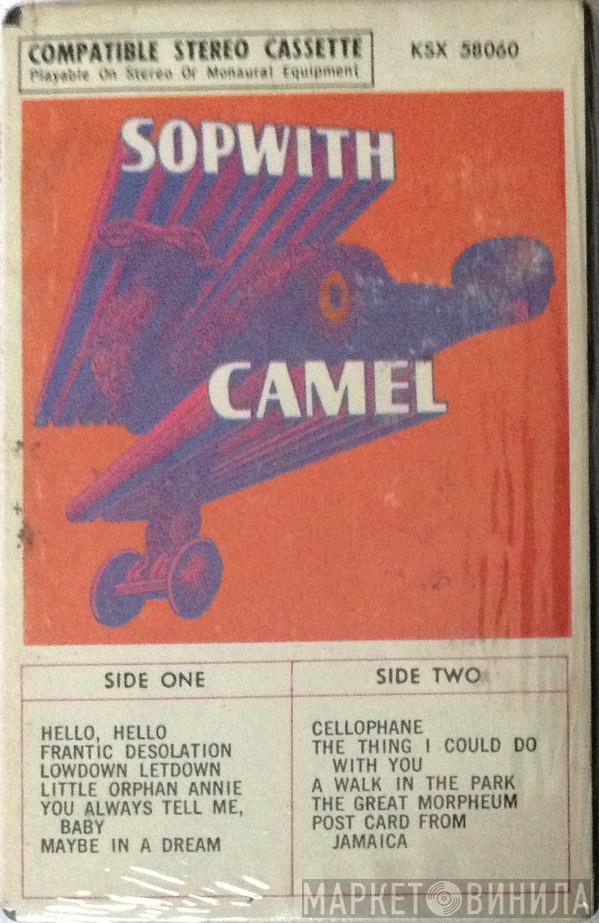 COMPATIBLE STEREO CASSETTE
Playable On Stereo Or Monaural Equipment
KSX 58060
SOPWITH
CAMEL
SIDE ONE
HELLO, HELLO
FRANTIC DESOLATION
LOWDOWN LETDOWN
LITTLE ORPHAN ANNIE
YOU ALWAYS TELL ME,
BABY
MAYBE IN A DREAM
SIDE TWO
CELLOPHANE
THE THING I COULD DO
WITH YOU
A WALK IN THE PARK
THE GREAT MORPHEUM
POST CARD FROM
JAMAICA
МАРКЕТ ВИНИЛА